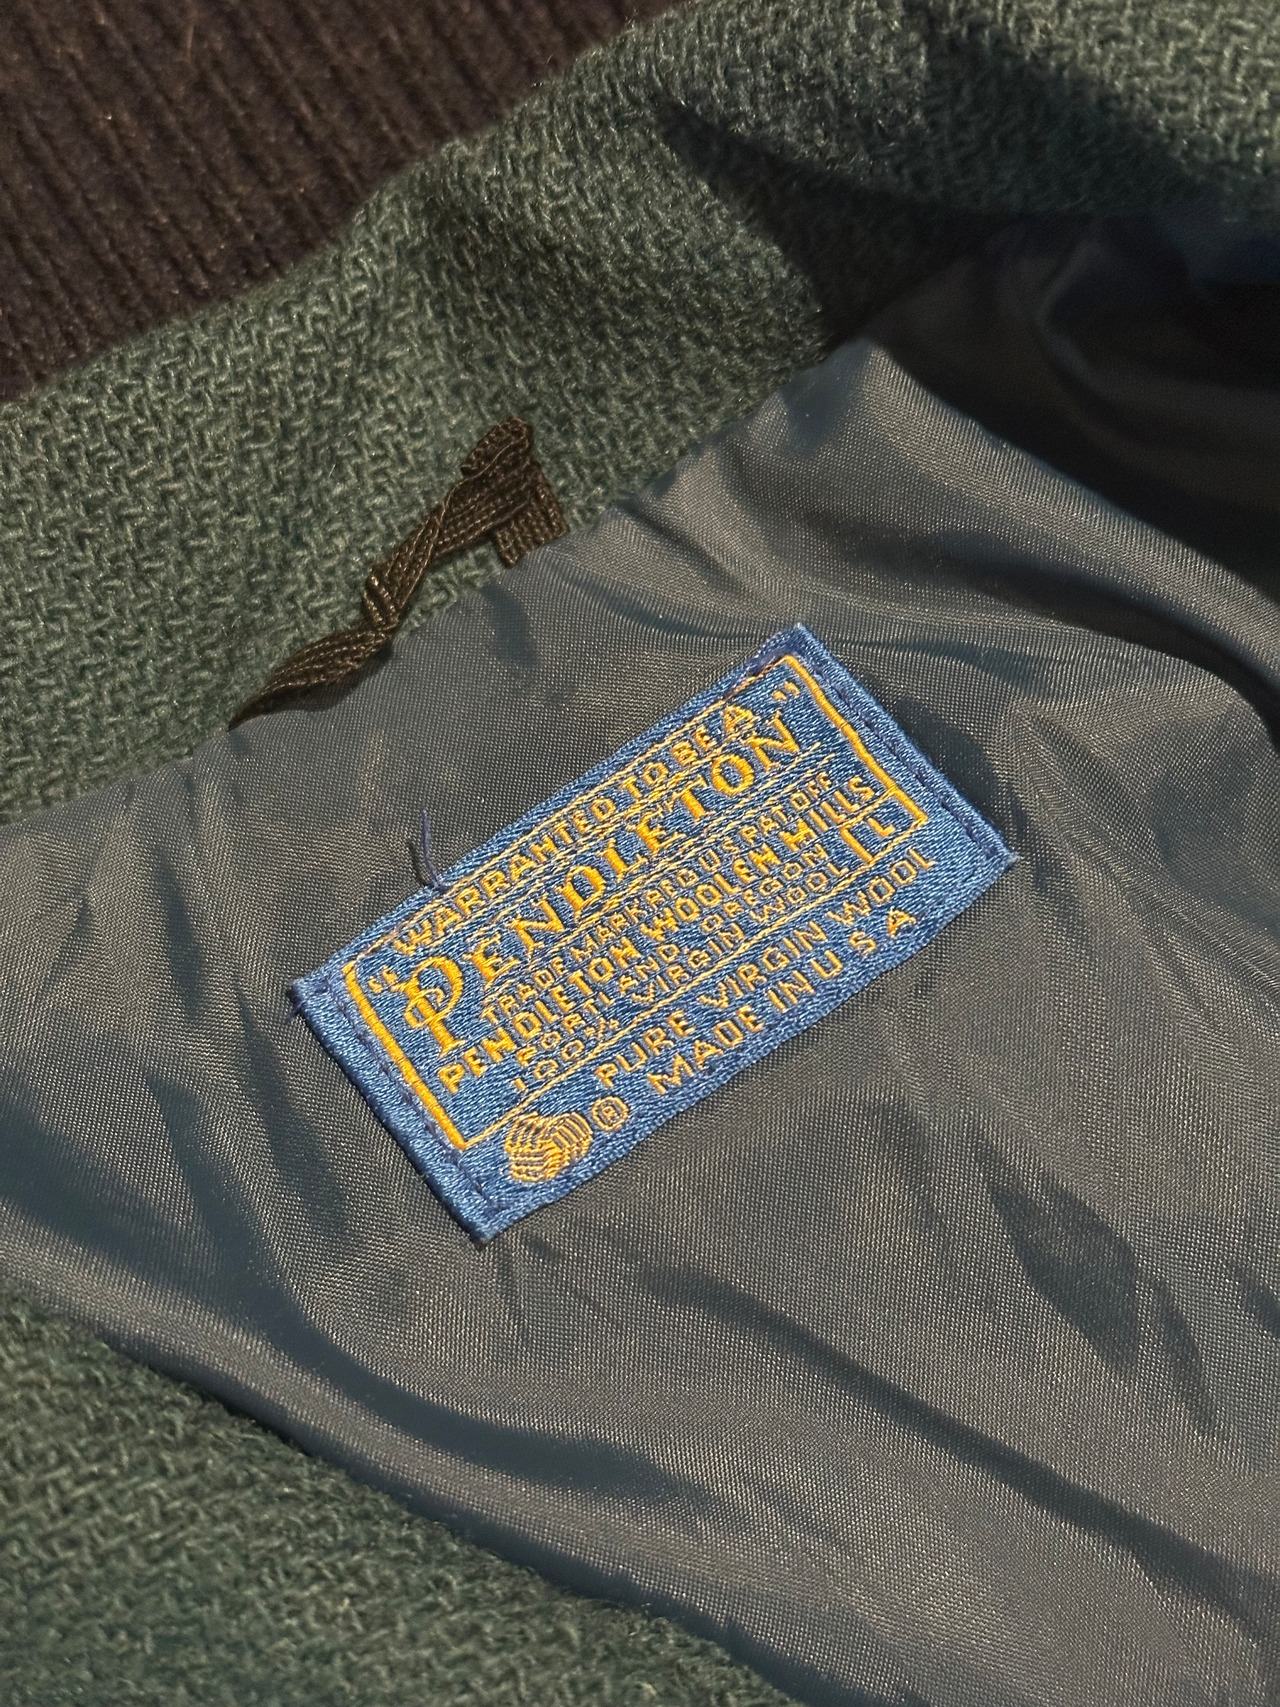 "WARRANTED TO BE A"
PENDLETON
TRADE MARK REG US PAT OFF
PENDLETON WOOLEN MILLS
PORTLAND, OREGON
100% VIRGIN WOOL
L
PURE VIRGIN WOOL
® MADE IN U S A